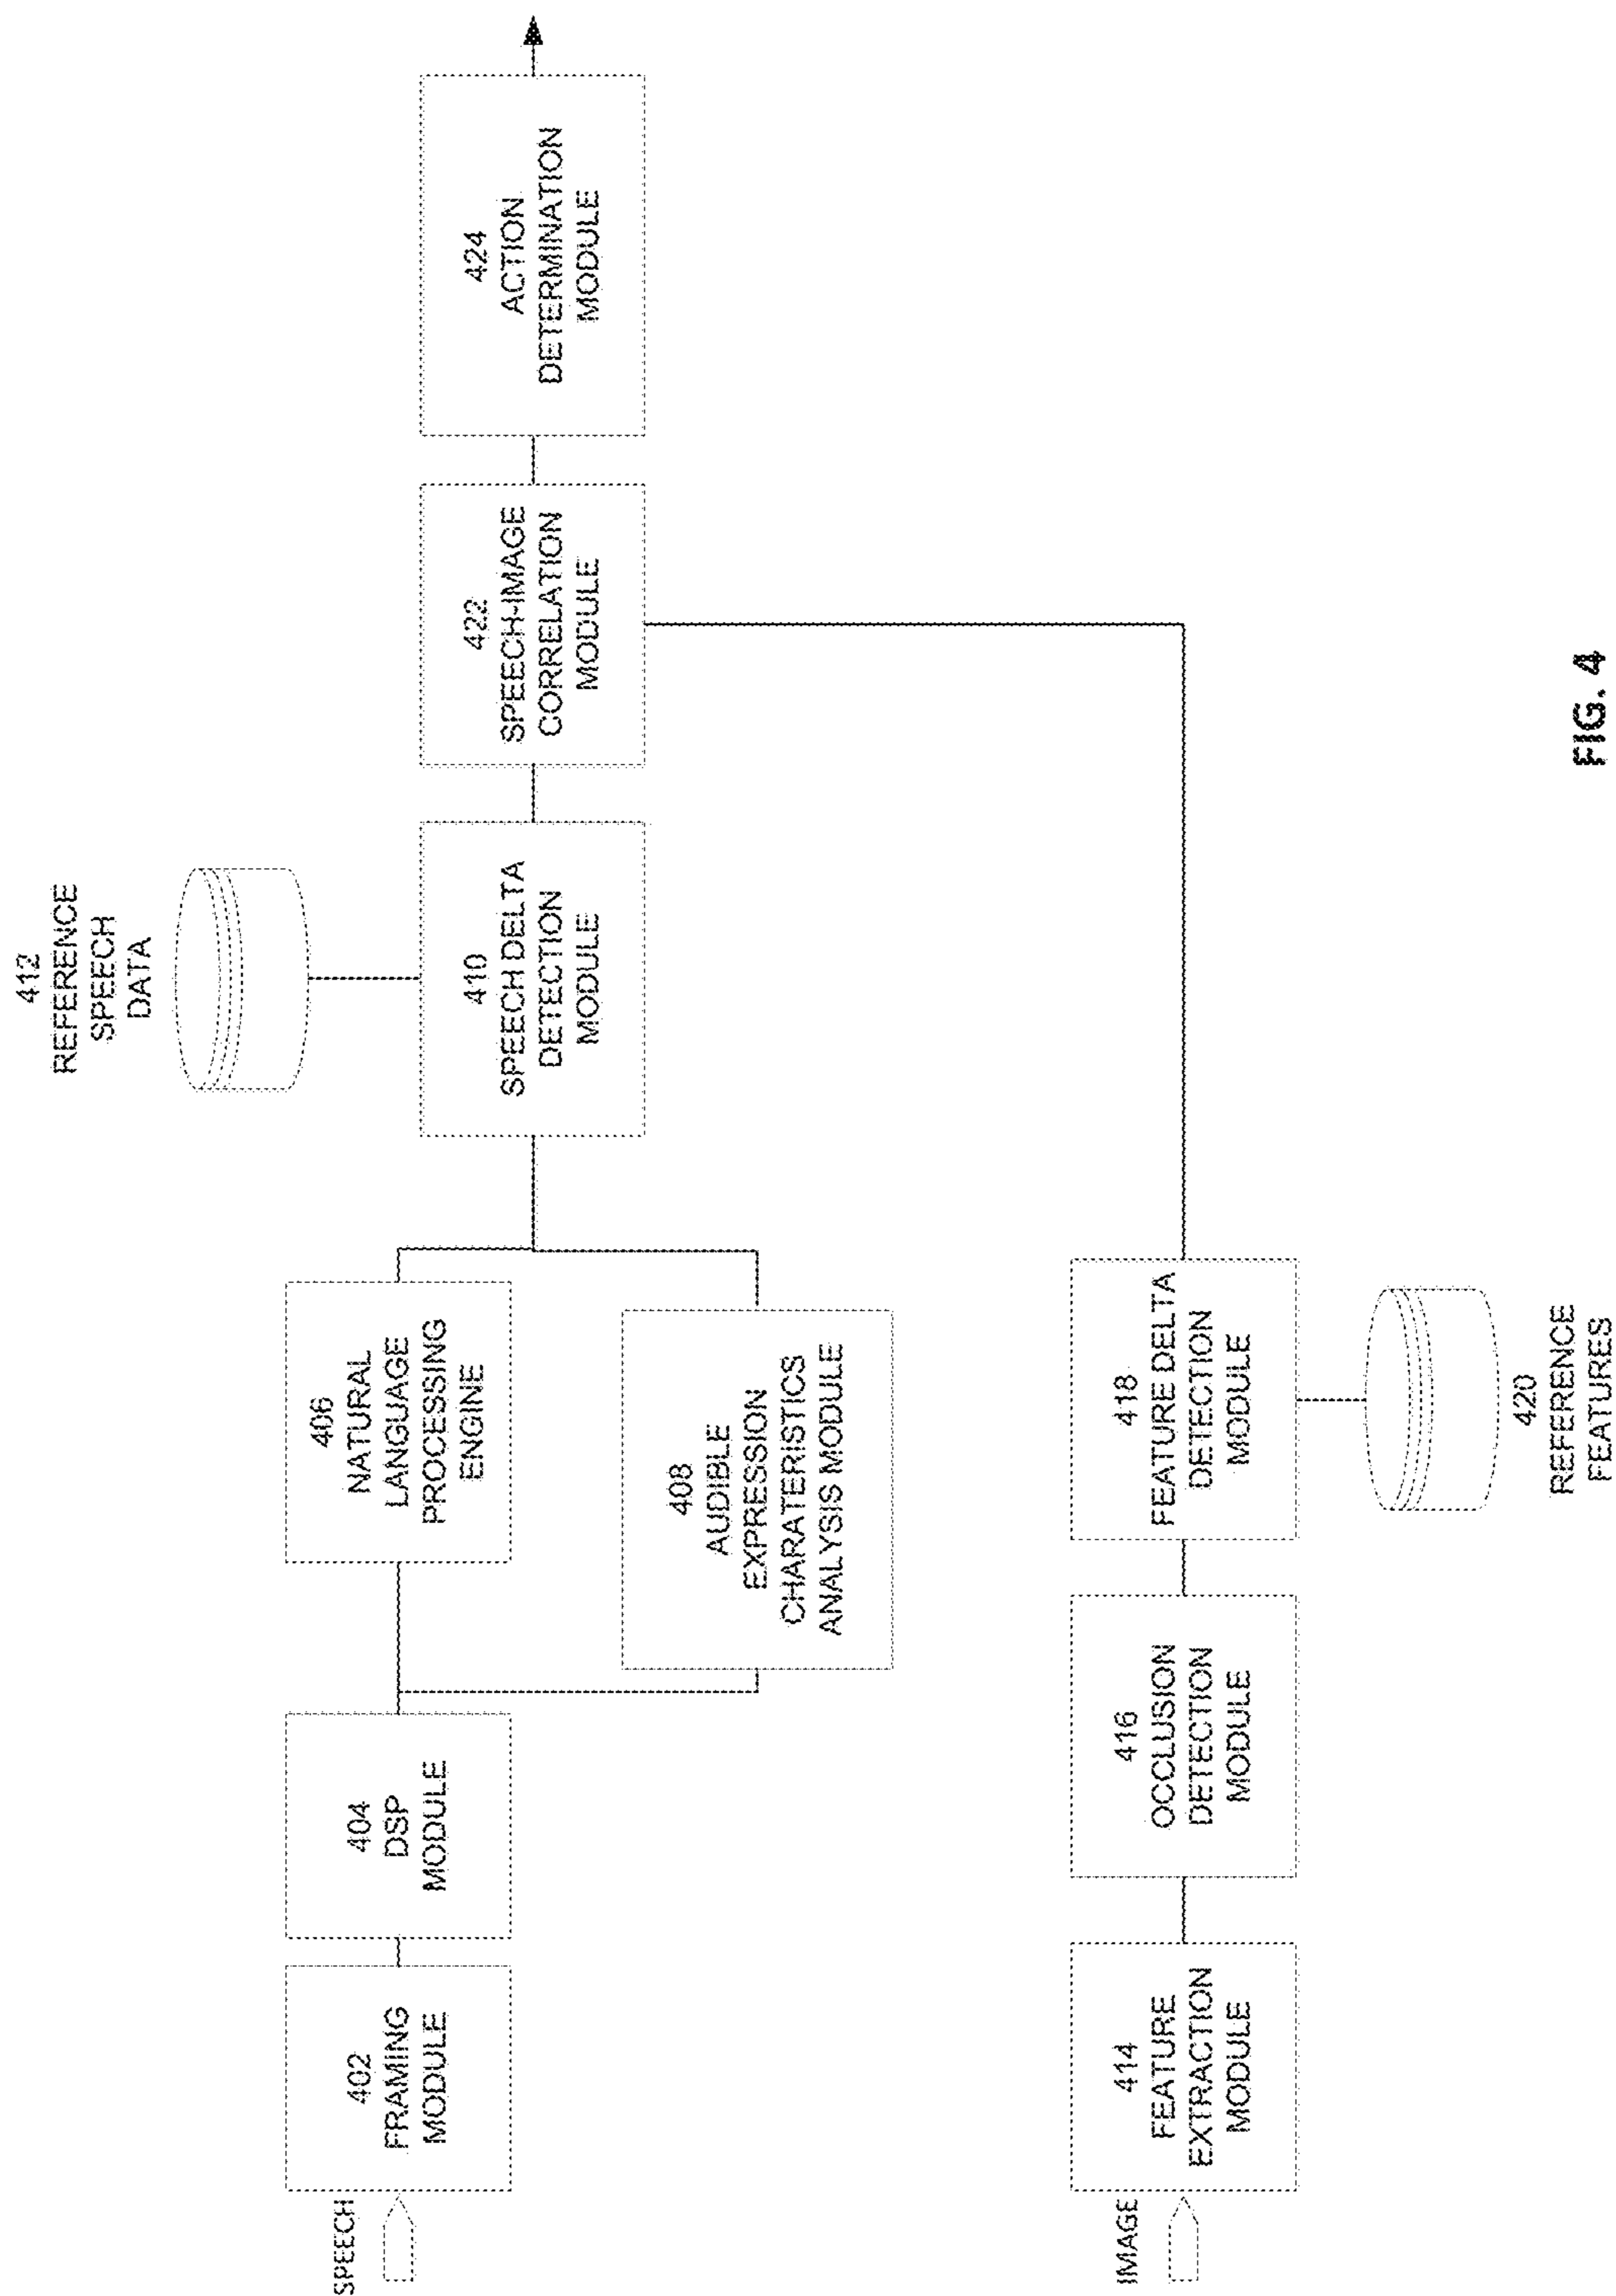 412
REFERENCE
SPEECH
DATA
SPEECH
402
FRAMING
MODULE
404
DSP
MODULE
406
NATURAL
LANGUAGE
PROCESSING
ENGINE
408
AUDIBLE
EXPRESSION
CHARATERISTICS
ANALYSIS MODULE
410
SPEECH DELTA
DETECTION
MODULE
422
SPEECH-IMAGE
CORRELATION
MODULE
424
ACTION
DETERMINATION
MODULE
IMAGE
414
FEATURE
EXTRACTION
MODULE
416
OCCLUSION
DETECTION
MODULE
418
FEATURE DELTA
DETECTION
MODULE
420
REFERENCE
FEATURES
FIG. 4